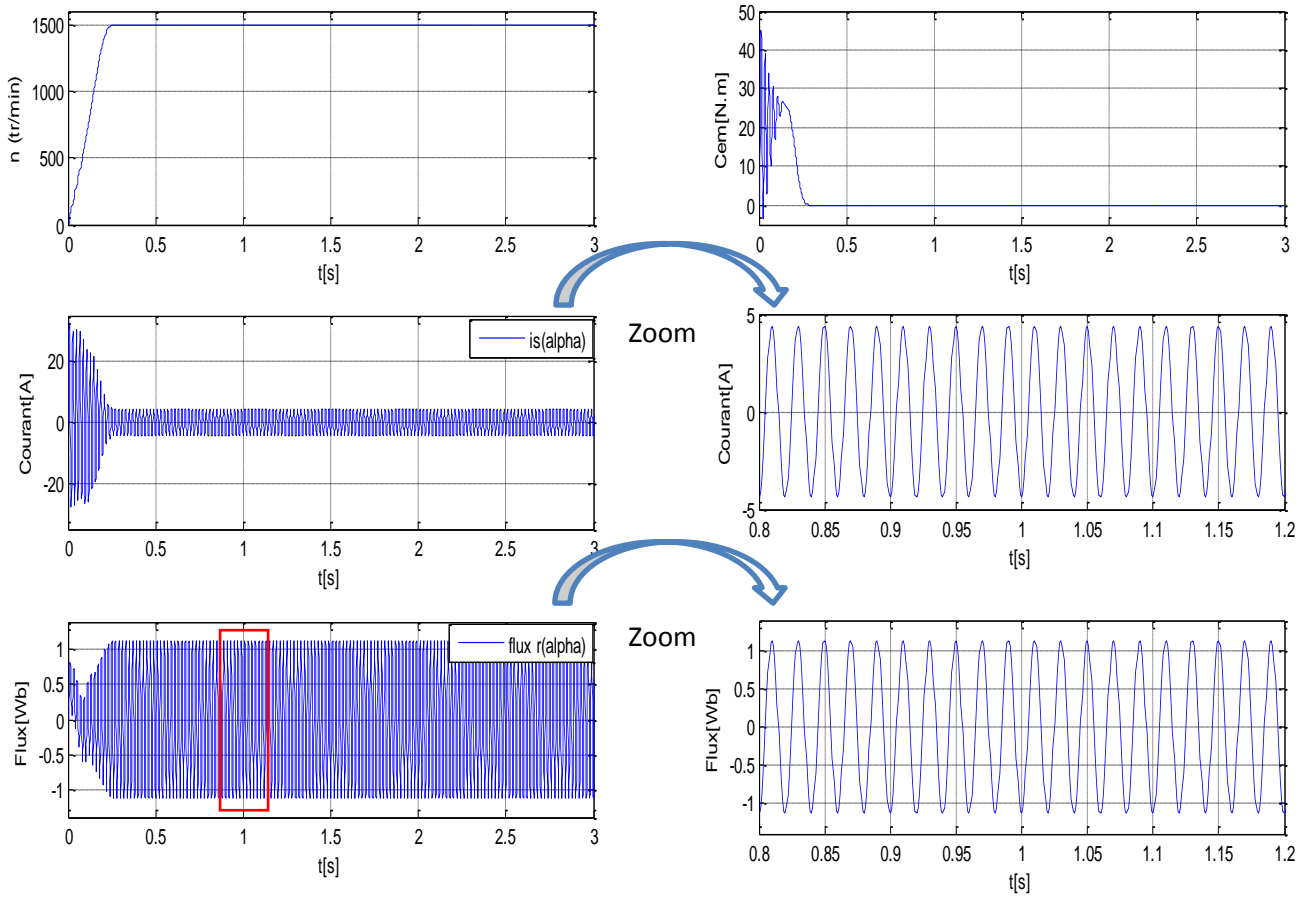 1500
1000
500
0
n (tr/min)
0 0.5 1 1.5 2 2.5 3
t[s]
50
40
30
20
10
0
Cem[N.m]
0 0.5 1 1.5 2 2.5 3
t[s]
20
0
-20
Courant[A]
is(alpha)
0 0.5 1 1.5 2 2.5 3
t[s]
Zoom
5
0
-5
Courant[A]
0.8 0.85 0.9 0.95 1 1.05 1.1 1.15 1.2
t[s]
1
0.5
0
-0.5
-1
Flux[Wb]
flux r(alpha)
0 0.5 1 1.5 2 2.5 3
t[s]
Zoom
1
0.5
0
-0.5
-1
Flux[Wb]
0.8 0.85 0.9 0.95 1 1.05 1.1 1.15 1.2
t[s]